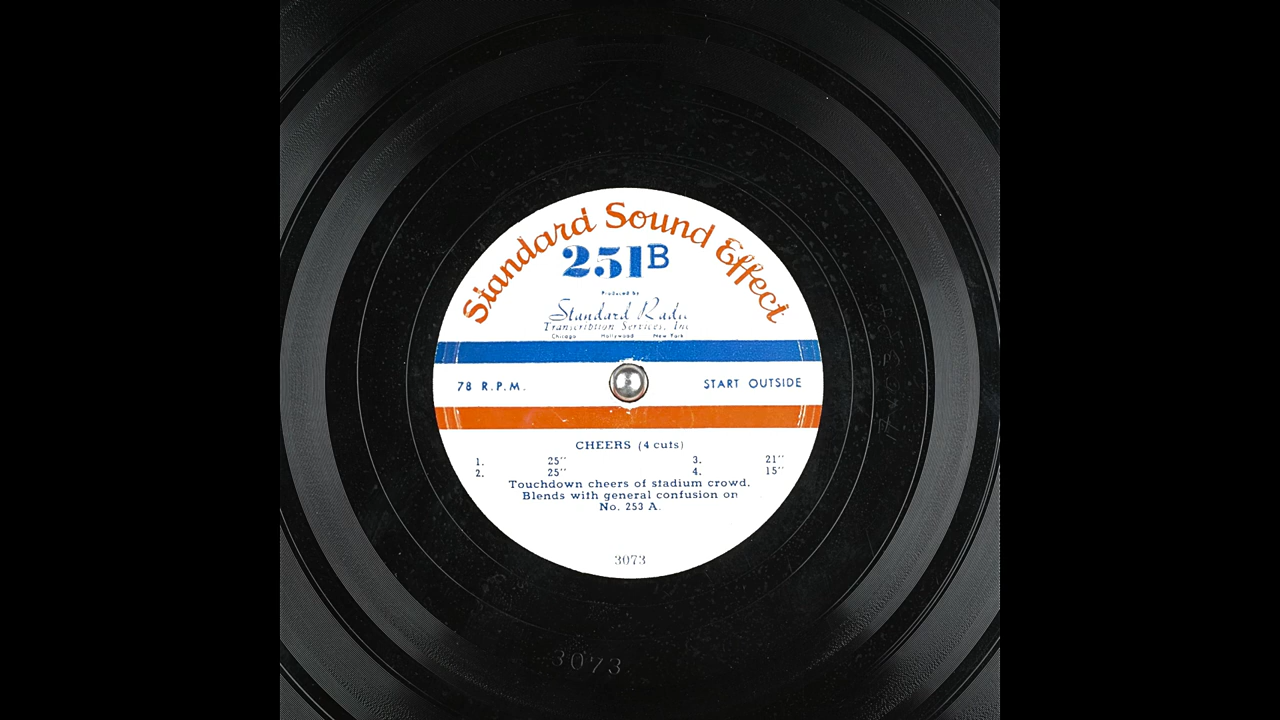 Standard Sound Effect
251B
Produced by
Standard Radio
Transcription Services, Inc
Chicago Hollywood New York
78 R.P.M. START OUTSIDE
CHEERS (4 cuts)
1. 25" 3. 21"
2. 25" 4. 15"
Touchdown cheers of stadium crowd.
Blends with general confusion on
No. 253 A.
3073
3073